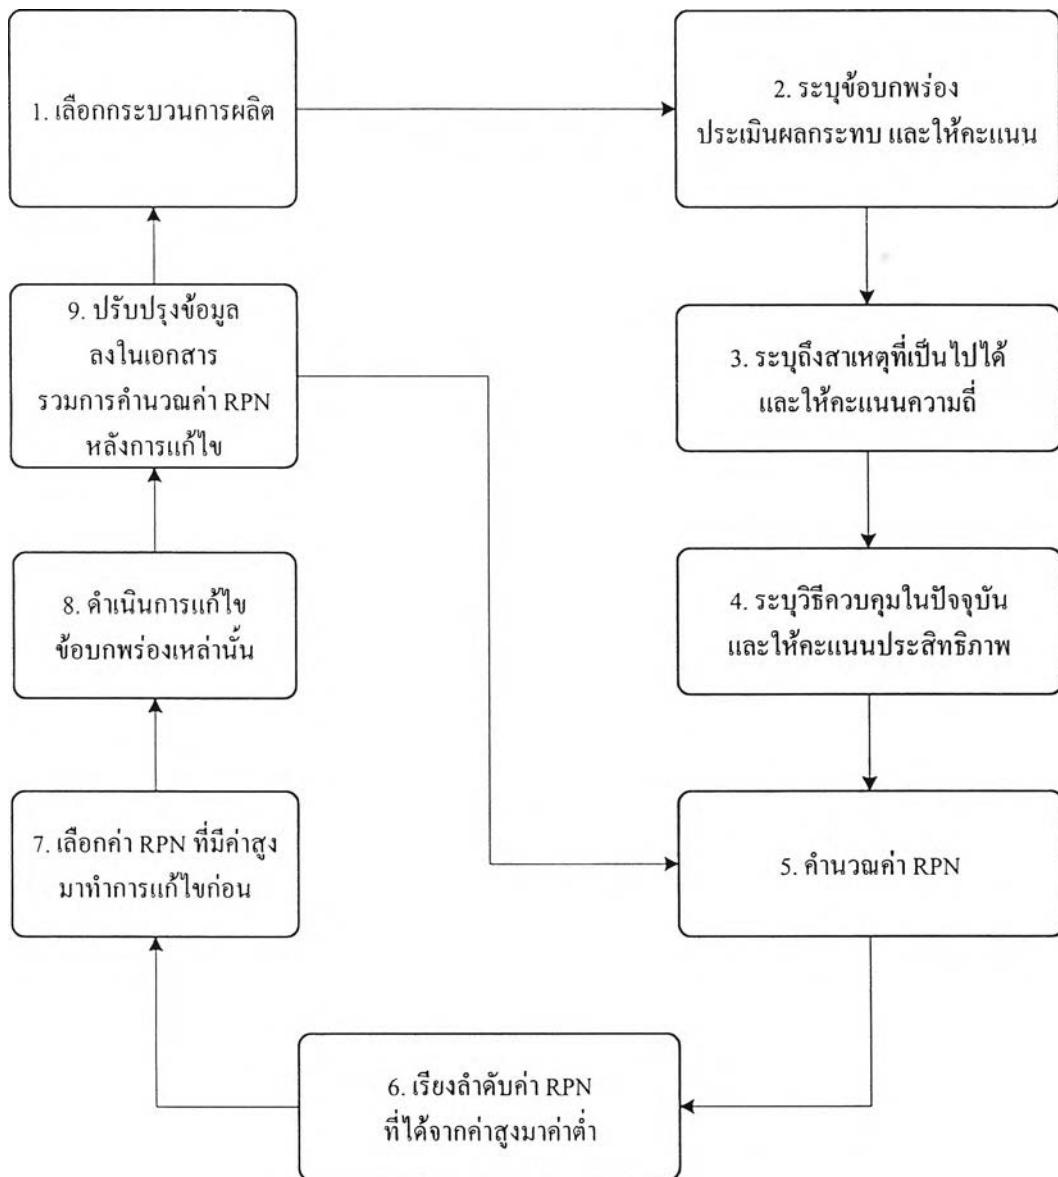 1. เลือกกระบวนการผลิต
2. ระบุข้อบกพร่อง
ประเมินผลกระทบ และให้คะแนน
3. ระบุถึงสาเหตุที่เป็นไปได้
และให้คะแนนความถี่
4. ระบุวิธีควบคุมในปัจจุบัน
และให้คะแนนประสิทธิภาพ
5. คำนวณค่า RPN
6. เรียงลำดับค่า RPN
ที่ได้จากค่าสูงมาค่าต่ำ
7. เลือกค่า RPN ที่มีค่าสูง
มาทำการแก้ไขก่อน
8. ดำเนินการแก้ไข
ข้อบกพร่องเหล่านั้น
9. ปรับปรุงข้อมูล
ลงในเอกสาร
รวมการคำนวณค่า RPN
หลังการแก้ไข